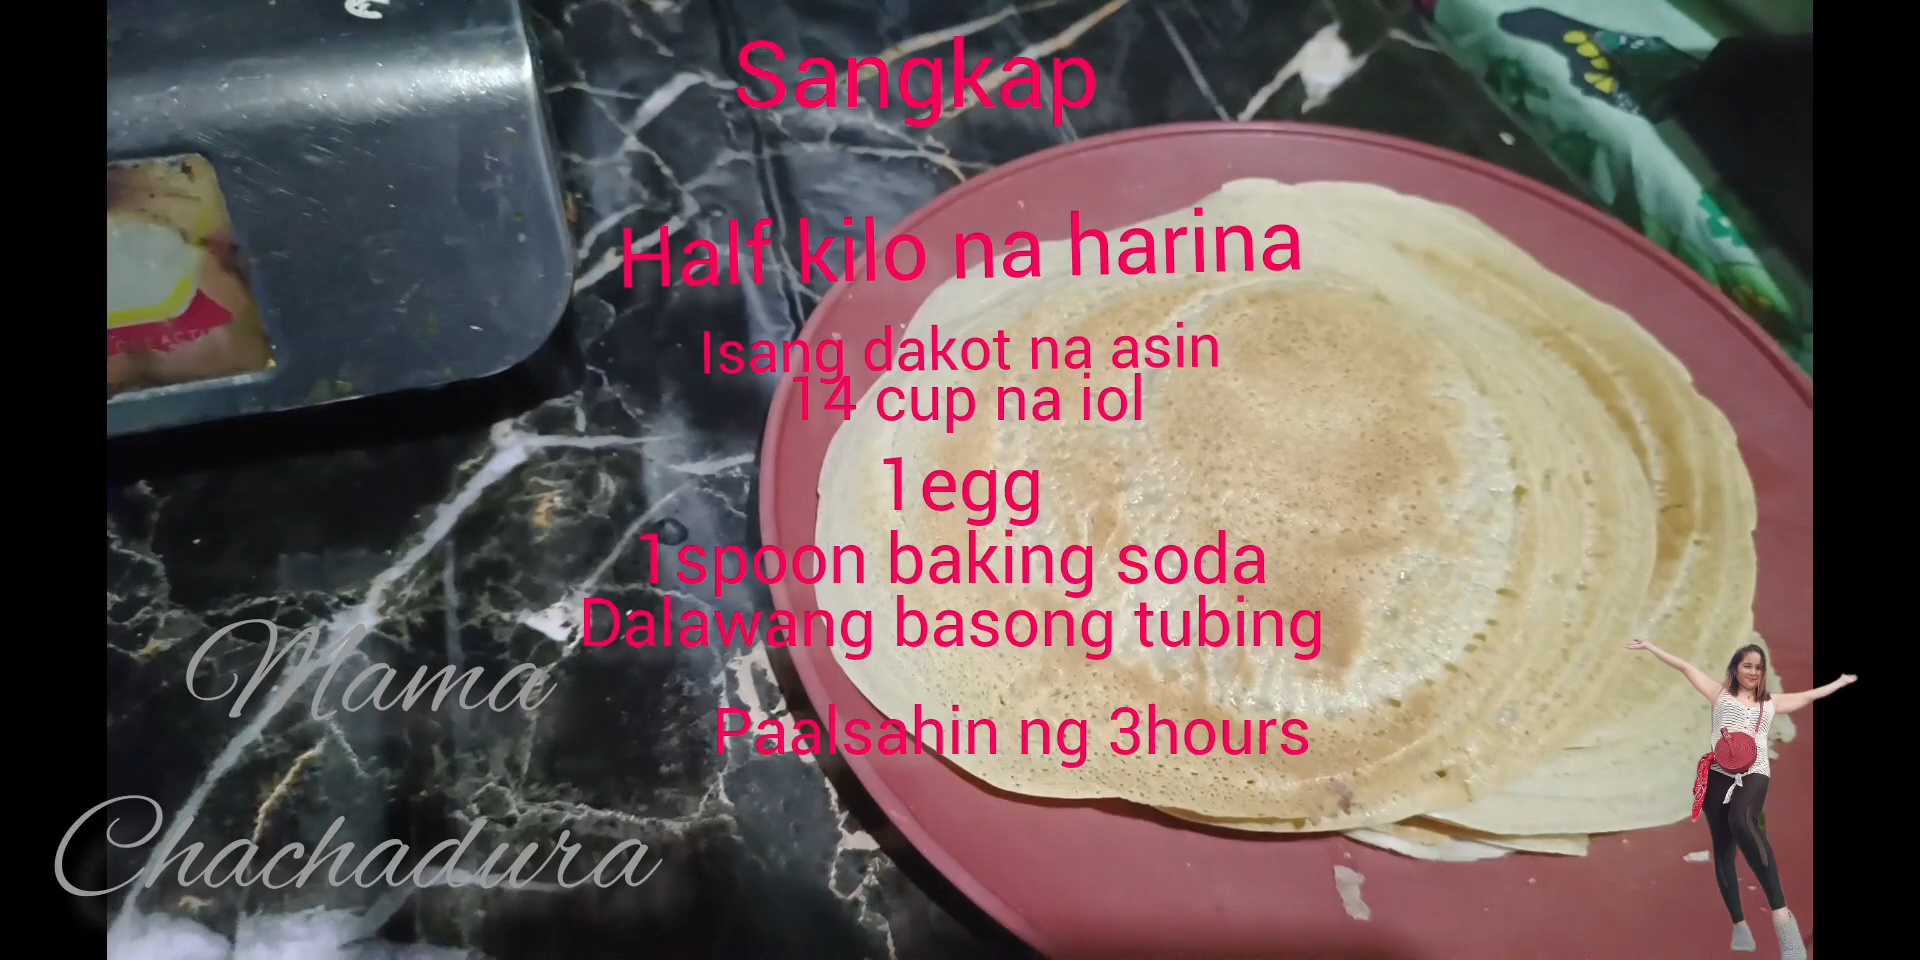 Sangkap
Half kilo na harina
Isang dakot na asin
14 cup na iol
1egg
1spoon baking soda
Dalawang basong tubing
Paalsahin ng 3hours
Mama
Chachadura